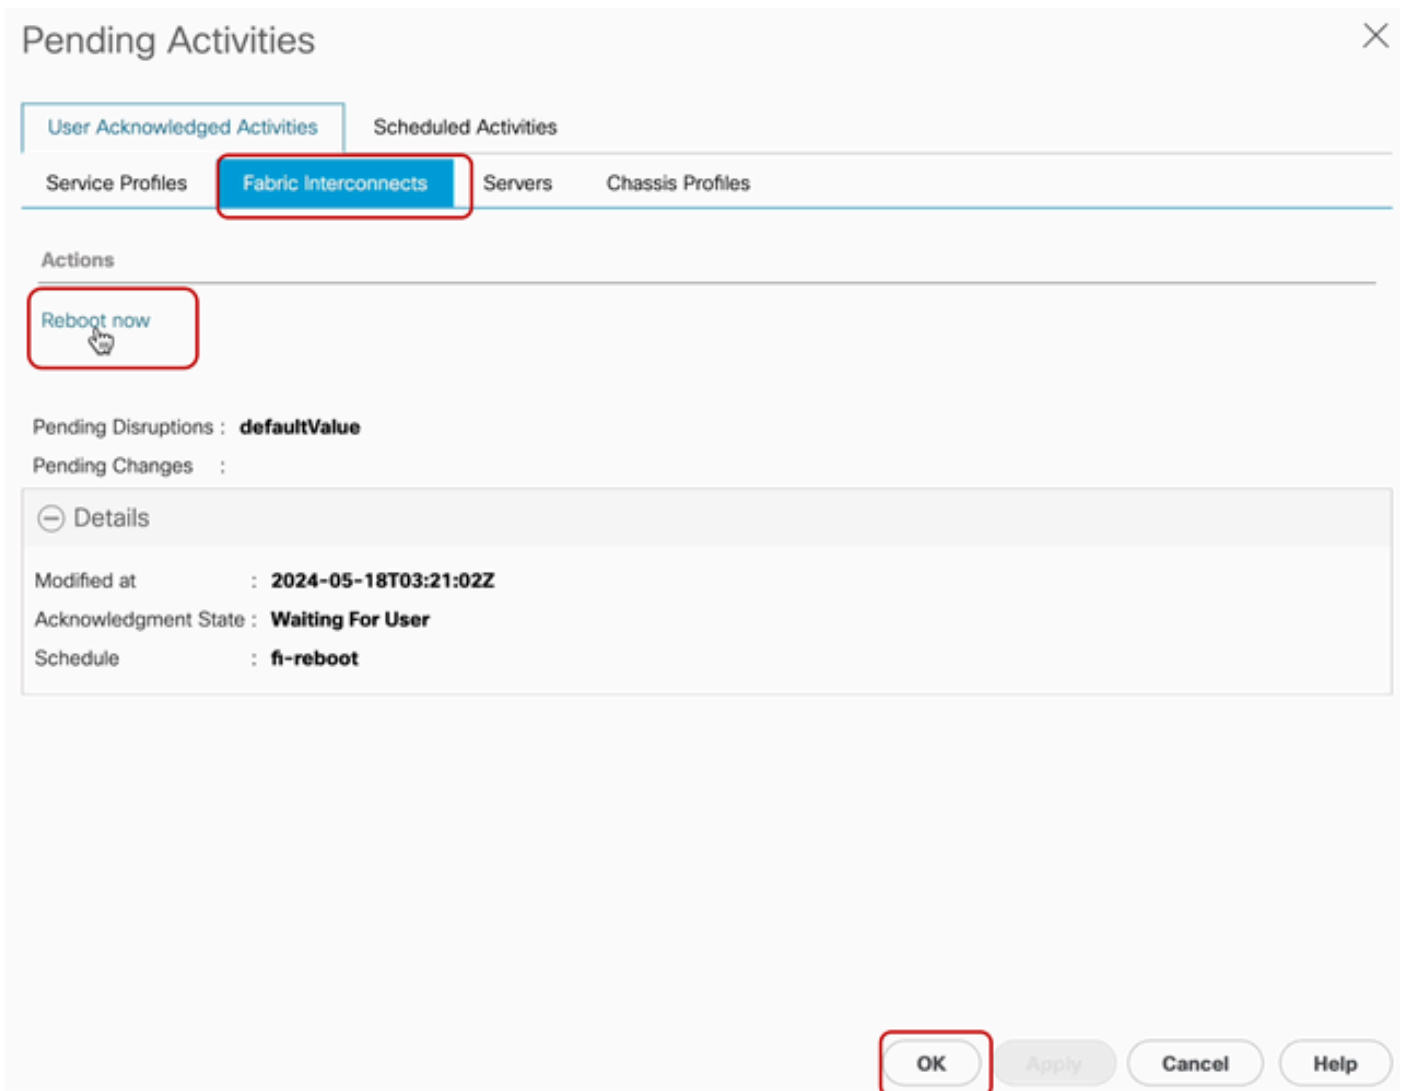 Pending Activities
User Acknowledged Activities Scheduled Activities
Service Profiles Fabric Interconnects Servers Chassis Profiles
Actions
Reboot now
Pending Disruptions : defaultValue
Pending Changes :
Details
Modified at : 2024-05-18T03:21:02Z
Acknowledgment State : Waiting For User
Schedule : fi-reboot
OK Apply Cancel Help